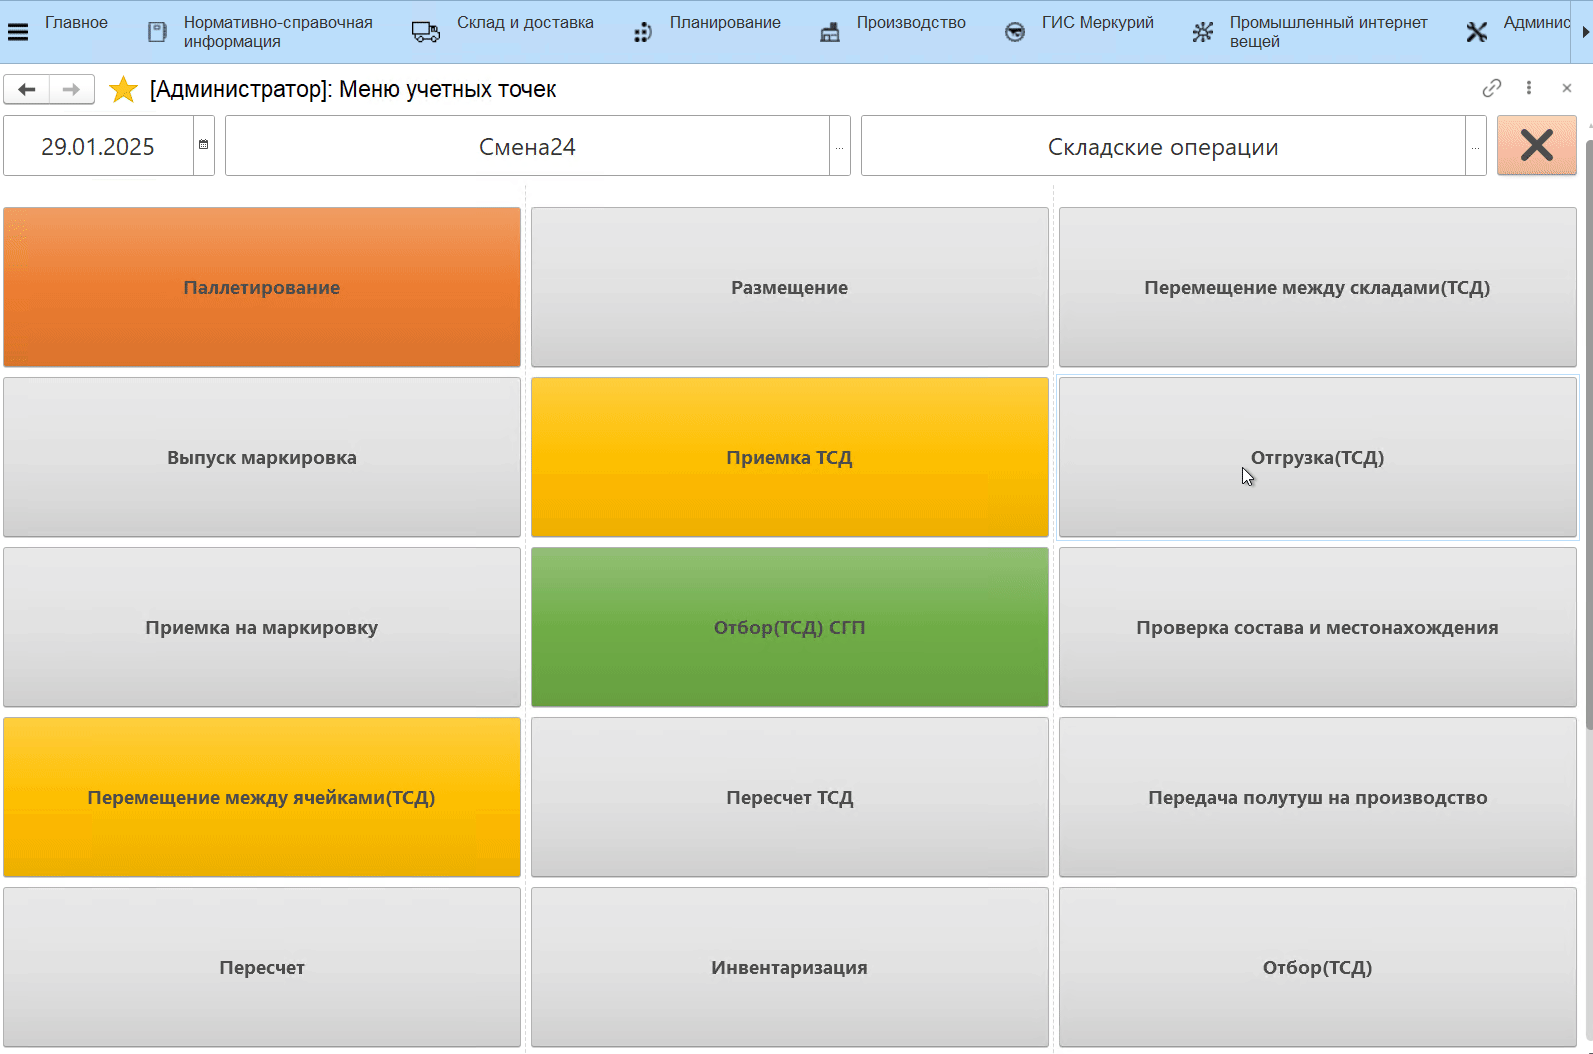 Главное
Нормативно-справочная
информация
Склад и доставка
Планирование
Производство
ГИС Меркурий
Промышленный интернет
вещей
Админис
[Администратор]: Меню учетных точек
29.01.2025
Смена24
...
Складские операции
...
Паллетирование
Размещение
Перемещение между складами(ТСД)
Выпуск маркировка
Приемка ТСД
Отгрузка(ТСД)
Приемка на маркировку
Отбор(ТСД) СГП
Проверка состава и местонахождения
Перемещение между ячейками(ТСД)
Пересчет ТСД
Передача полутуш на производство
Пересчет
Инвентаризация
Отбор(ТСД)